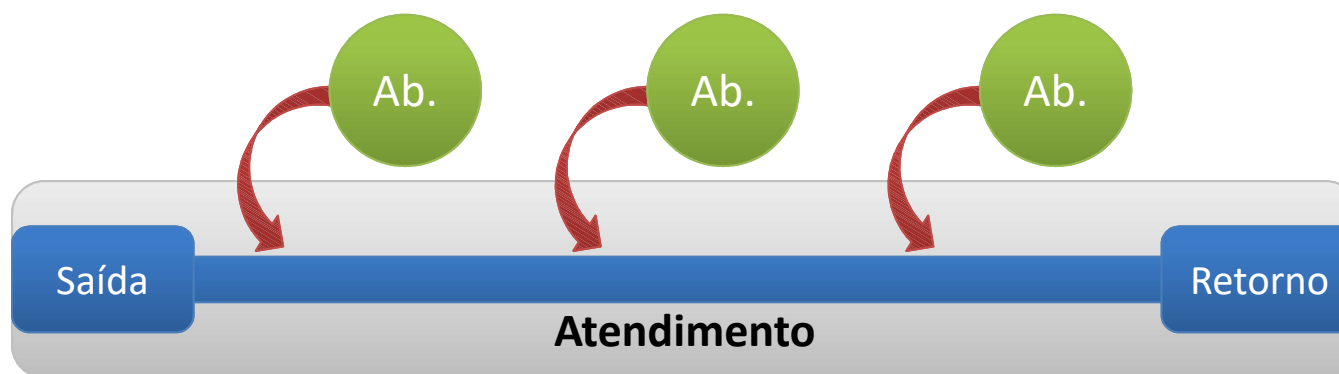 Ab.
Ab.
Ab.
Saída
Retorno
Atendimento